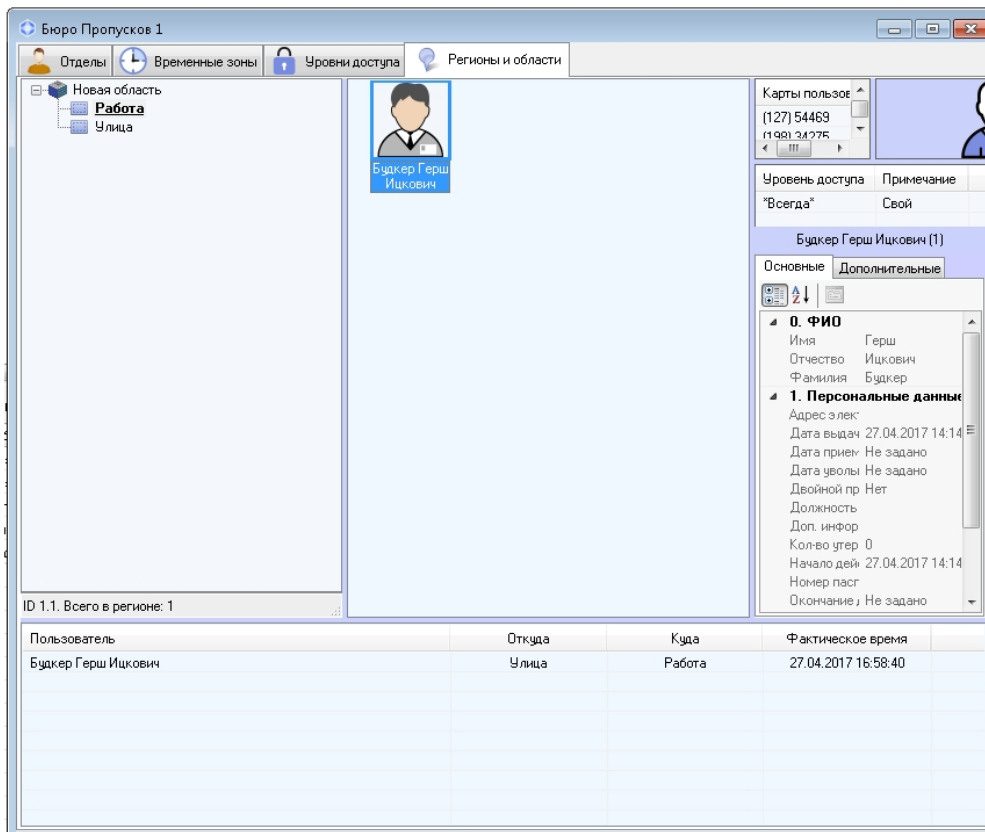 Бюро Пропусков 1
Отделы Временные зоны Уровни доступа Регионы и области
Новая область
Работа
Улица
ID 1.1. Всего в регионе: 1
Будкер Герш
Ицкович
Карты пользов
(127) 54469
(198) 34275
Уровень доступа Примечание
*Всегда* Свой
Будкер Герш Ицкович (1)
Основные Дополнительные
0. ФИО
Имя Герш
Отчество Ицкович
Фамилия Будкер
1. Персональные данные
Адрес элек
Дата выдач 27.04.2017 14:14
Дата прием Не задано
Дата уволы Не задано
Двойной пр Нет
Должность
Доп. инфор
Кол-во утер 0
Начало дей 27.04.2017 14:14
Номер пасп
Окончание Не задано
Пользователь Откуда Куда Фактическое время
Будкер Герш Ицкович Улица Работа 27.04.2017 16:58:40